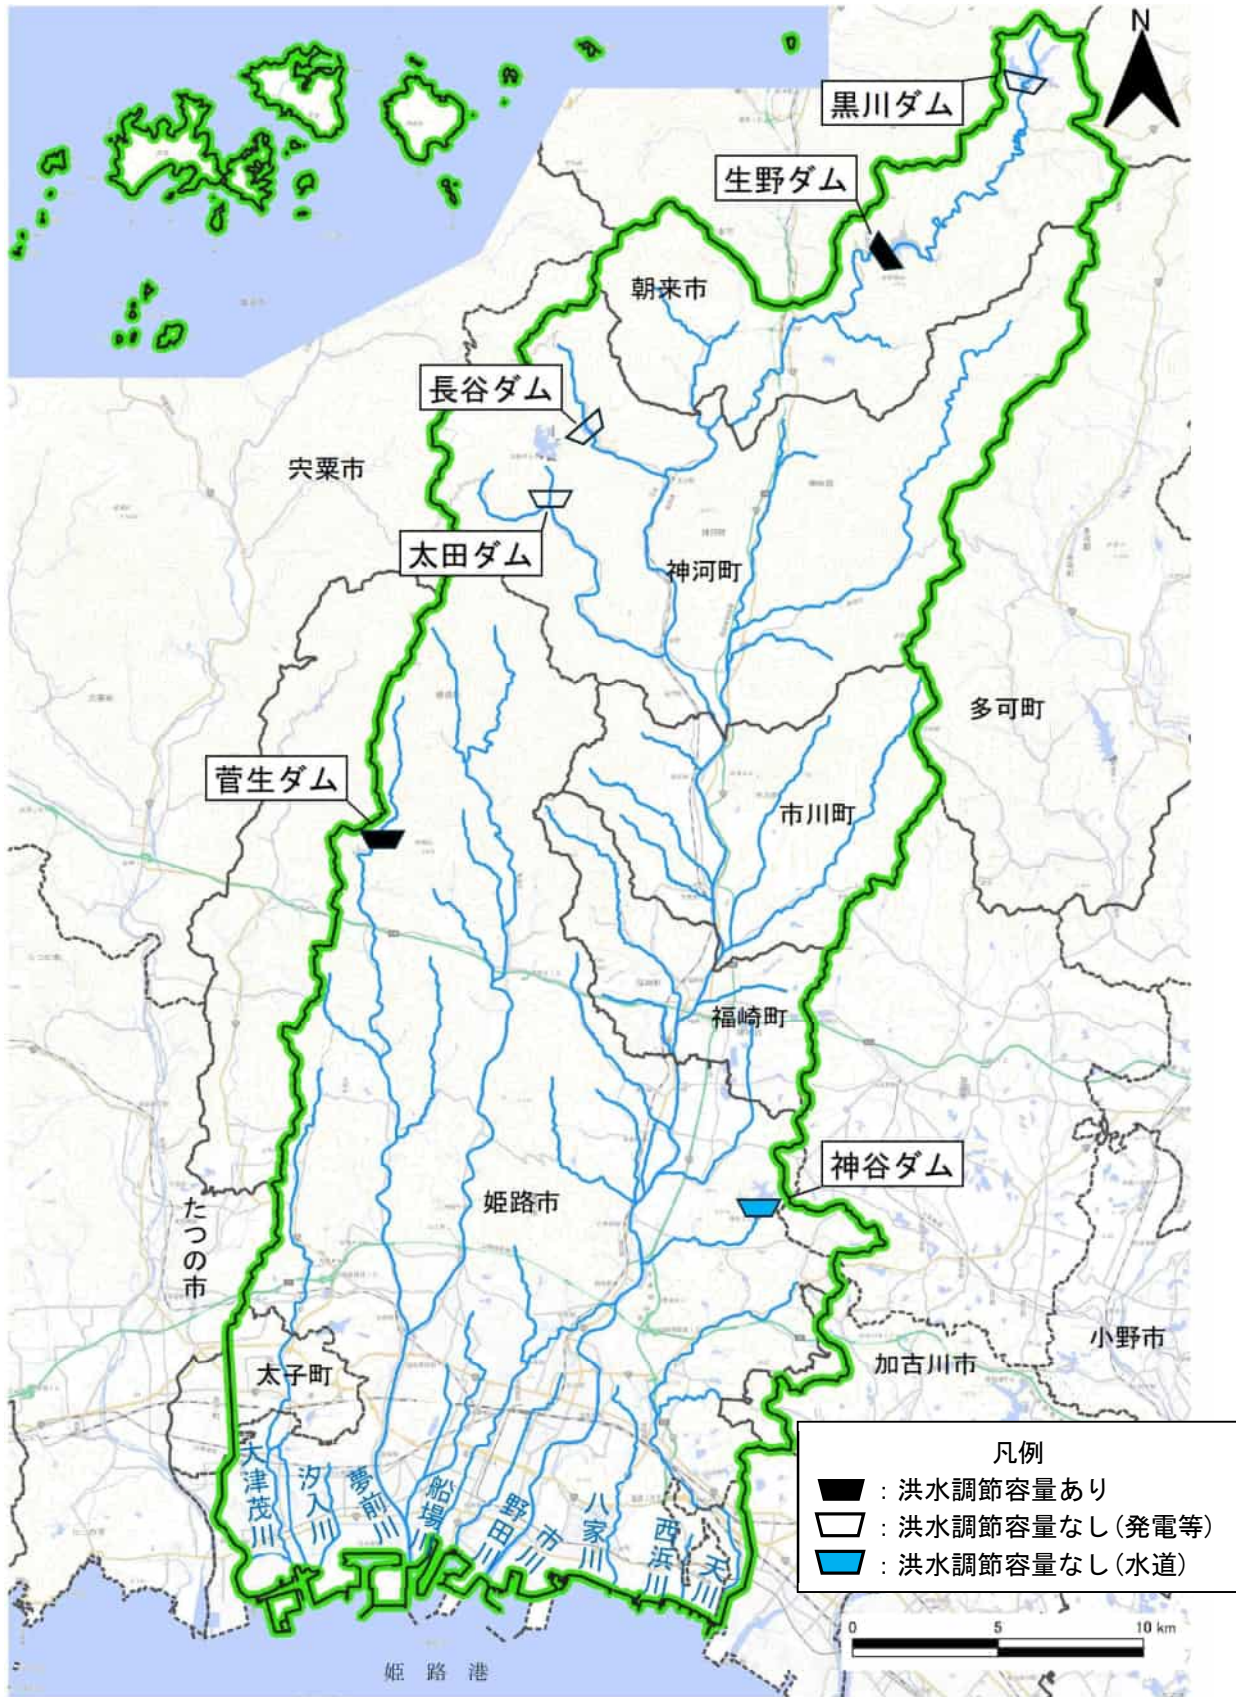 N
黒川ダム
生野ダム
朝来市
長谷ダム
宍粟市
太田ダム
神河町
多可町
菅生ダム
市川町
福崎町
神谷ダム
姫路市
たつの市
小野市
加古川市
太子町
大津茂川
汐入川
夢前川
船場川
野田川
市川
八家川
西浜川
天川
凡例
：洪水調節容量あり
：洪水調節容量なし(発電等)
：洪水調節容量なし(水道)
0 5 10 km
姫路港